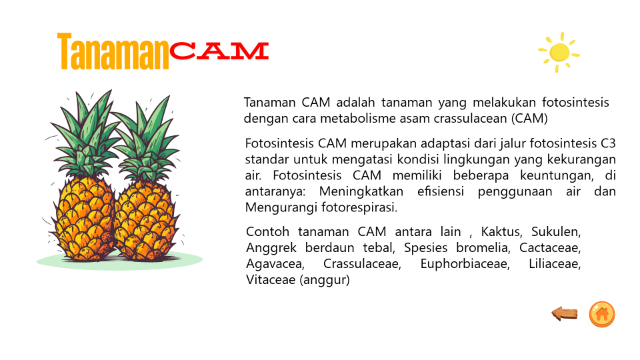 Tanaman CAM
Tanaman CAM adalah tanaman yang melakukan fotosintesis
dengan cara metabolisme asam crassulacean (CAM)
Fotosintesis CAM merupakan adaptasi dari jalur fotosintesis C3
standar untuk mengatasi kondisi lingkungan yang kekurangan
air. Fotosintesis CAM memiliki beberapa keuntungan, di
antaranya: Meningkatkan efisiensi penggunaan air dan
Mengurangi fotorespirasi.
Contoh tanaman CAM antara lain , Kaktus, Sukulen,
Anggrek berdaun tebal, Spesies bromelia, Cactaceae,
Agavacea, Crassulaceae, Euphorbiaceae, Liliaceae,
Vitaceae (anggur)